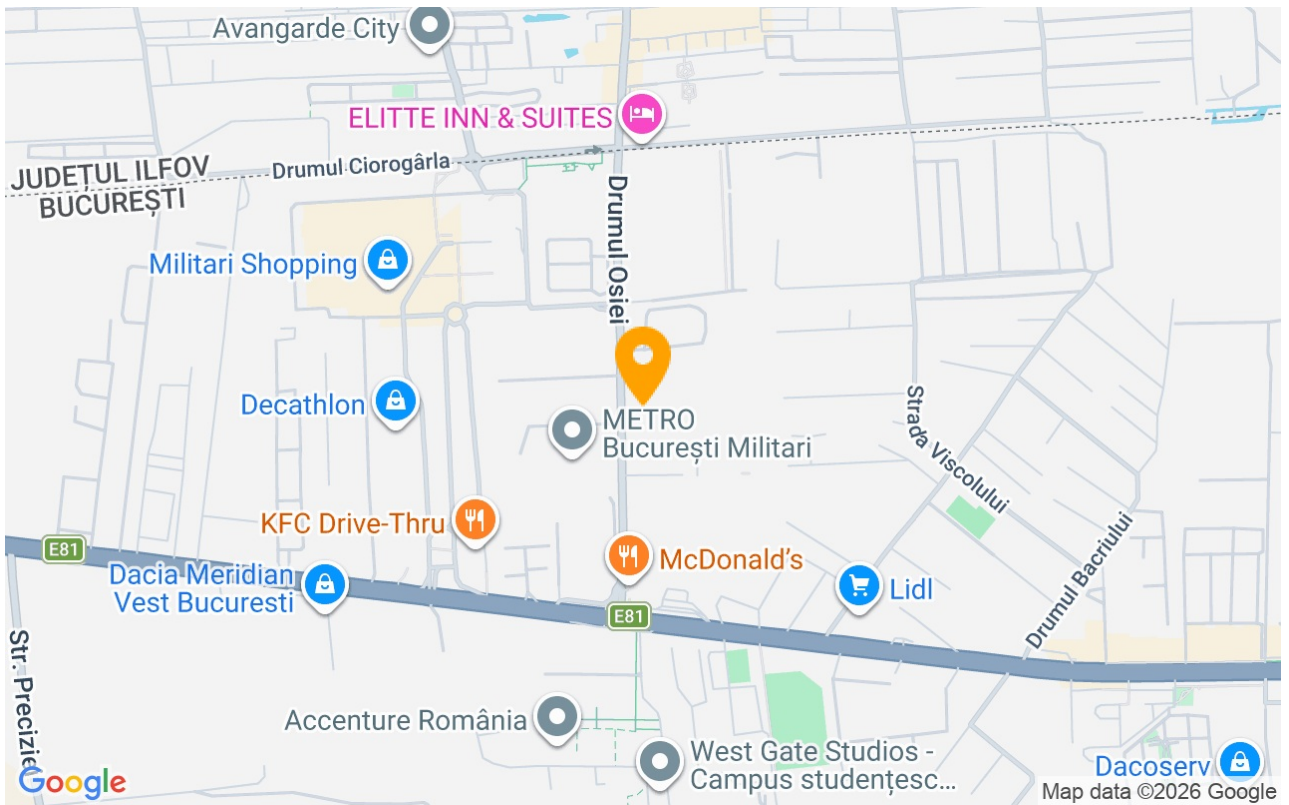 Avangarde City
ELITTE INN & SUITES
JUDEȚUL ILFOV
BUCUREȘTI
Drumul Ciorogârla
Drumul Osiei
Militari Shopping
Decathlon
METRO
București Militari
Strada Viscolului
KFC Drive-Thru
E81
McDonald's
Dacia Meridian
Vest Bucuresti
Lidl
Drumul Bacriului
E81
Str. Preciziei
Accenture România
West Gate Studios -
Campus studențesc...
Dacoserv
Google
Map data ©2026 Google